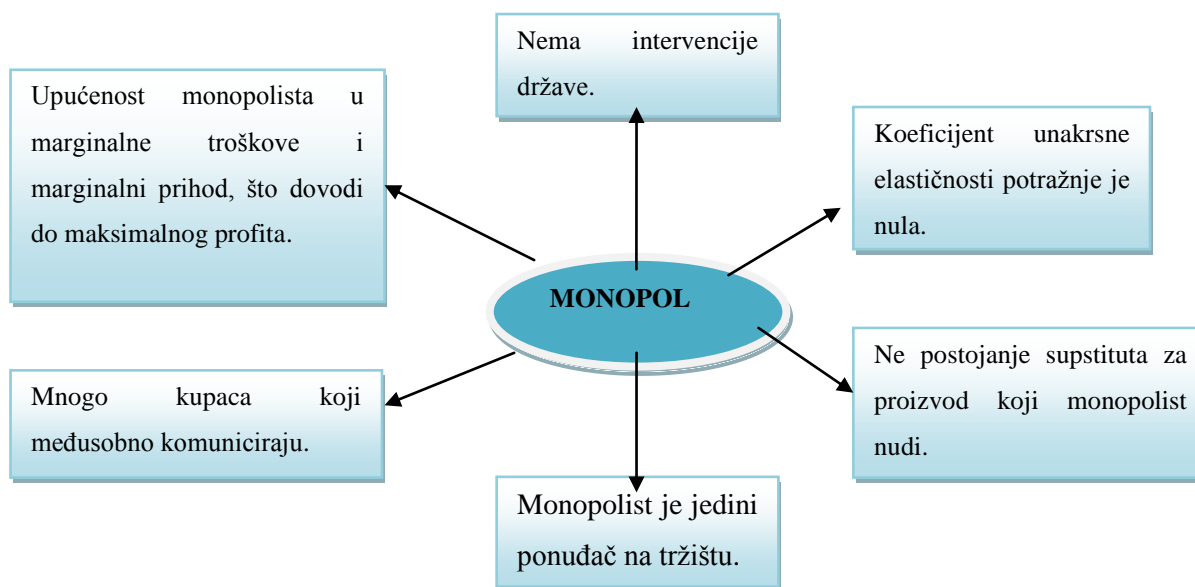 Nema intervencije
države.
Upućenost monopolista u
marginalne troškove i
marginalni prihod, što dovodi
do maksimalnog profita.
Koeficijent unakrsne
elastičnosti potražnje je
nula.
MONOPOL
Mnogo kupaca koji
međusobno komuniciraju.
Ne postojanje supstituta za
proizvod koji monopolist
nudi.
Monopolist je jedini
ponuđač na tržištu.